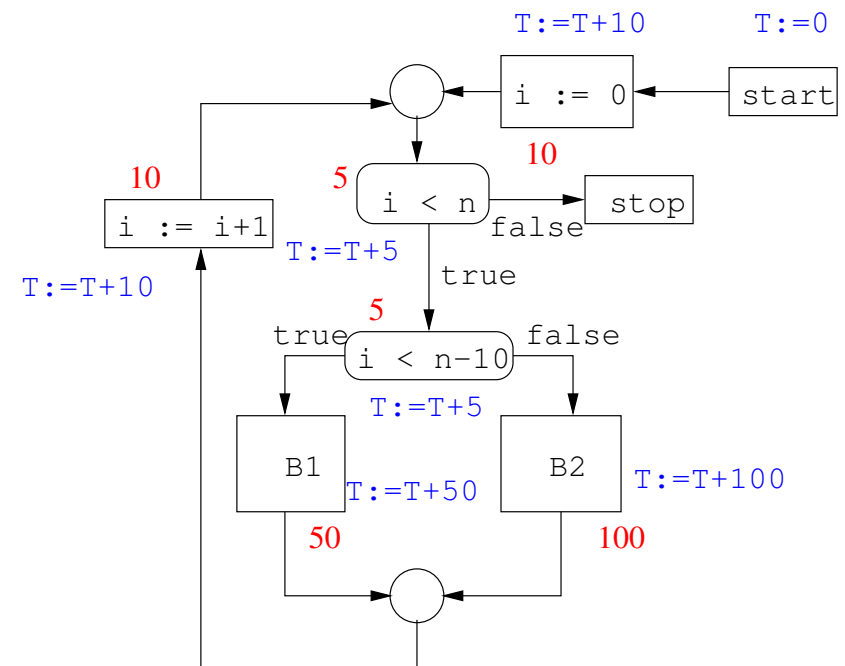 T:=T+10
T:=0
i := 0
start
10
10
5
i < n
stop
false
i := i+1
T:=T+5
T:=T+10
true
5
true
false
i < n-10
T:=T+5
B1
B2
T:=T+50
T:=T+100
50
100